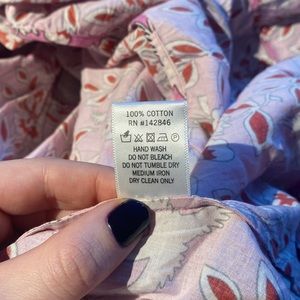 100% COTTON
RN #142846
HAND WASH
DO NOT BLEACH
DO NOT TUMBLE DRY
MEDIUM IRON
DRY CLEAN ONLY